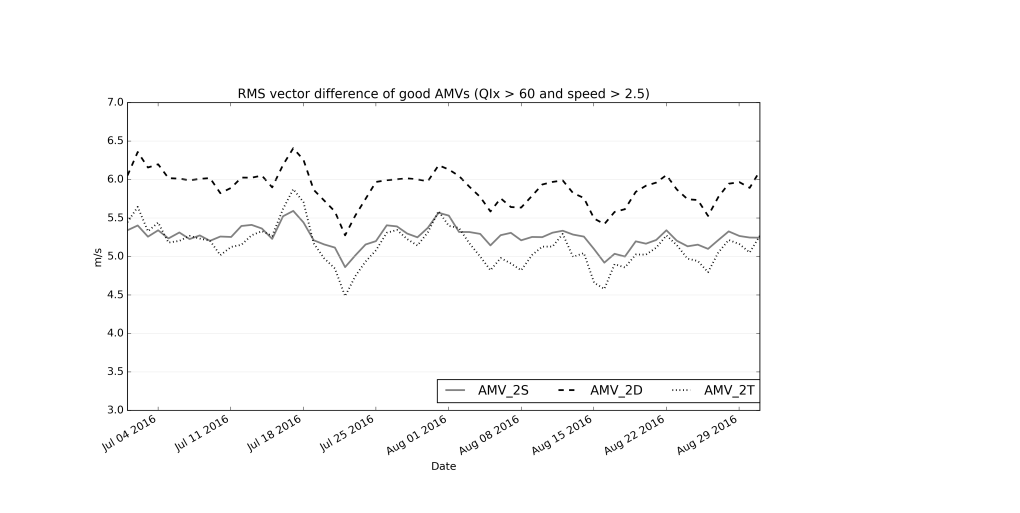 RMS vector difference of good AMVs (QIx > 60 and speed > 2.5)
7.0
6.5
6.0
5.5
5.0
4.5
4.0
3.5
3.0
m/s
AMV_2S AMV_2D AMV_2T
Jul 04 2016 Jul 11 2016 Jul 18 2016 Jul 25 2016 Aug 01 2016 Aug 08 2016 Aug 15 2016 Aug 22 2016 Aug 29 2016
Date